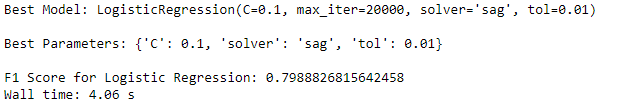 Best Model: LogisticRegression(C=0.1, max_iter=20000, solver='sag', tol=0.01)
Best Parameters: {'C': 0.1, 'solver': 'sag', 'tol': 0.01}
F1 Score for Logistic Regression: 0.7988826815642458
Wall time: 4.06 s